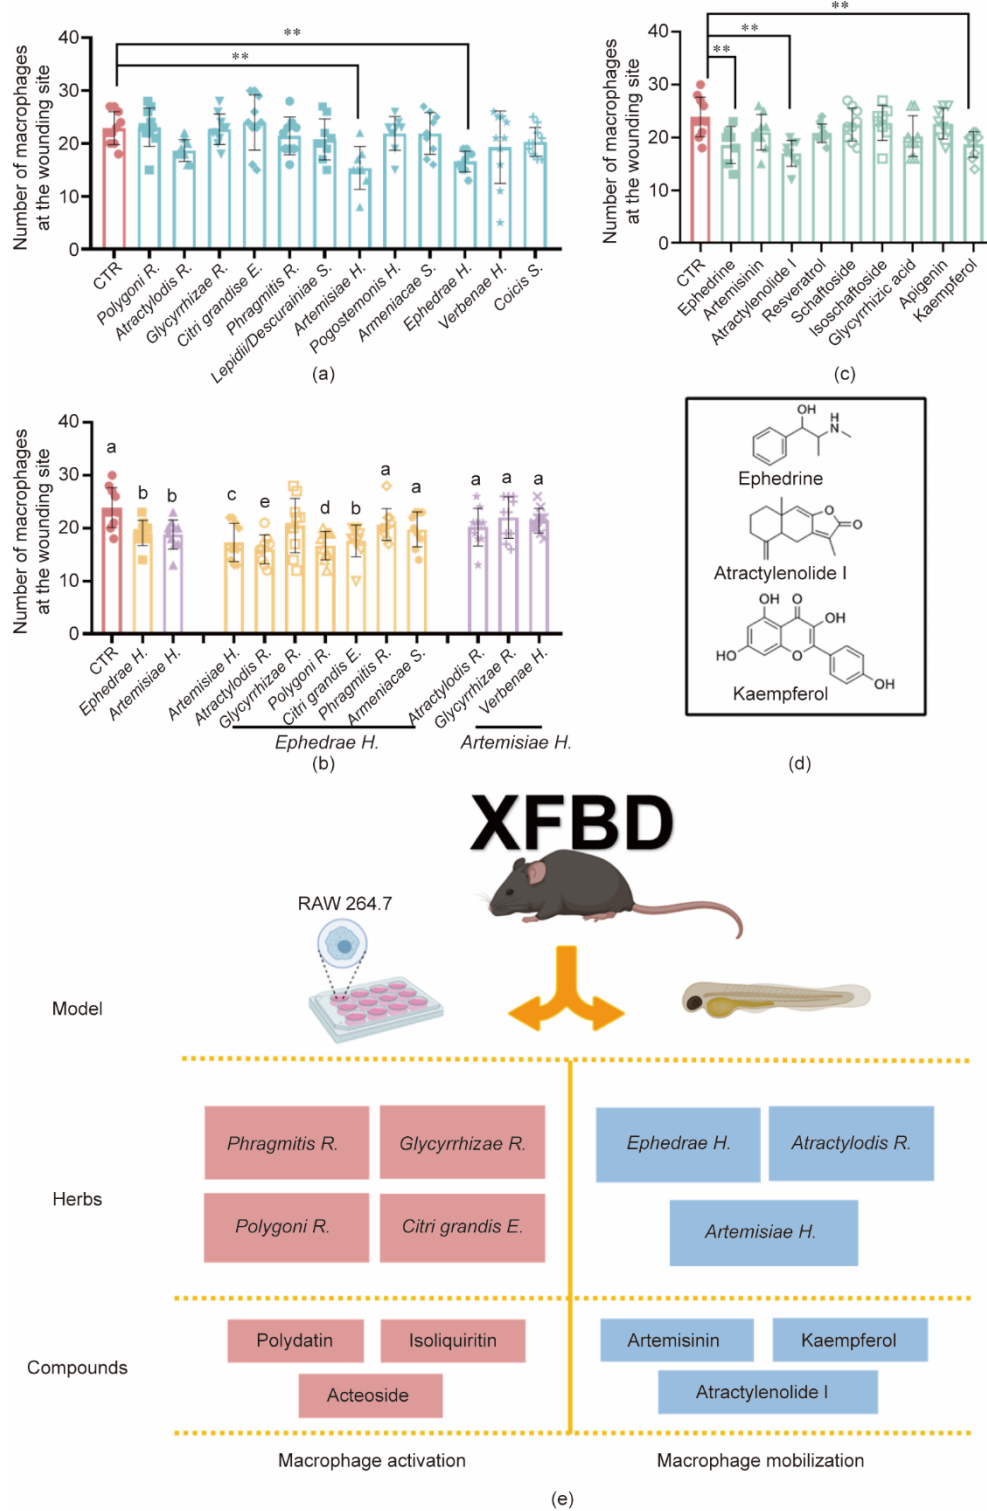 Number of macrophages
at the wounding site
40
30
20
10
0
**
**
CTR
Polygoni R.
Atractylodis R.
Glycyrrhizae R.
Citri grandise E.
Phragmitis R.
Lepidii/Descurainiae S.
Artemisiae H.
Pogostemonis H.
Armeniacae S.
Ephedrae H.
Verbenae H.
Coicis S.
(a)
Number of macrophages
at the wounding site
40
30
20
10
0
**
**
**
CTR
Ephedrine
Artemisinin
Atractylenolide I
Resveratrol
Schaftoside
Isoschaftoside
Glycyrrhizic acid
Apigenin
Kaempferol
(c)
Number of macrophages
at the wounding site
40
30
20
10
0
a
b
b
c
e
d
b
a
a
a
a
a
CTR
Ephedrae H.
Artemisiae H.
Artemisiae H.
Atractylodis R.
Glycyrrhizae R.
Polygoni R.
Citri grandis E.
Phragmitis R.
Armeniacae S.
Atractylodis R.
Glycyrrhizae R.
Verbenae H.
Ephedrae H.
Artemisiae H.
(b)
OH
H
N
Ephedrine
O
O
Atractylenolide I
OH
O
OH
HO
O
OH
Kaempferol
(d)
XFBD
RAW 264.7
Model
Phragmitis R.
Glycyrrhizae R.
Ephedrae H.
Atractylodis R.
Herbs
Polygoni R.
Citri grandis E.
Artemisiae H.
Polydatin
Isoliquiritin
Artemisinin
Kaempferol
Compounds
Acteoside
Atractylenolide I
Macrophage activation
Macrophage mobilization
(e)